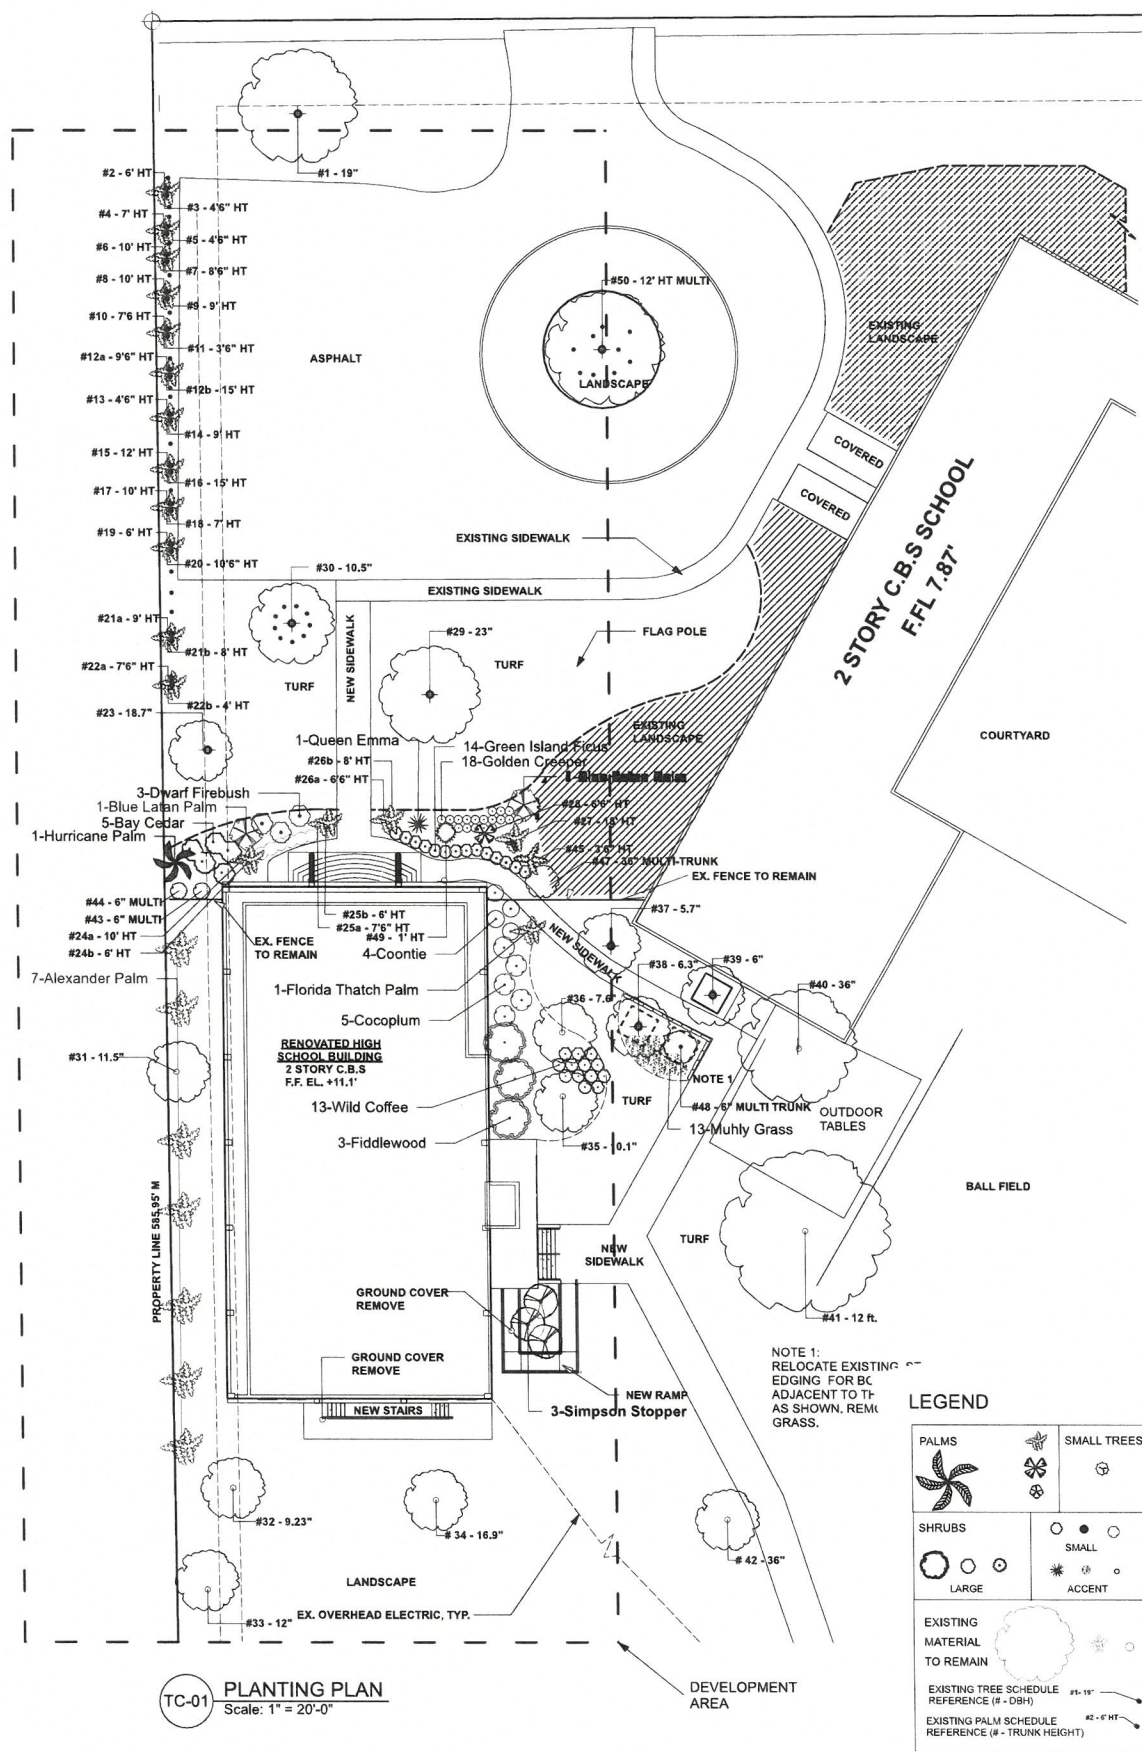 #1 - 19"
#2 - 6' HT
#3 - 4'6" HT
#4 - 7' HT
#5 - 4'6" HT
#6 - 10' HT
#7 - 8'6" HT
#8 - 10' HT
#9 - 9' HT
#10 - 7'6 HT
#11 - 3'6" HT
#12a - 9'6" HT
#12b - 15' HT
#13 - 4'6" HT
#14 - 9' HT
#15 - 12' HT
#16 - 15' HT
#17 - 10' HT
#18 - 7' HT
#19 - 6' HT
#20 - 10'6" HT
#21a - 9' HT
#21b - 8' HT
#22a - 7'6" HT
#22b - 4' HT
#23 - 18.7"
ASPHALT
#50 - 12' HT MULTI
LANDSCAPE
EXISTING
LANDSCAPE
COVERED
COVERED
2 STORY C.B.S SCHOOL
F.FL 7.87'
EXISTING SIDEWALK
EXISTING SIDEWALK
#30 - 10.5"
NEW SIDEWALK
#29 - 23"
FLAG POLE
TURF
TURF
EXISTING
LANDSCAPE
COURTYARD
1-Queen Emma
14-Green Island Ficus
18-Golden Creeper
#26b - 8' HT
#26a - 6'6" HT
3-Dwarf Firebush
1-Blue Latan Palm
5-Bay Cedar
1-Hurricane Palm
#28 - 6'6" HT
#27 - 18' HT
#45 - 3'6" HT
#47 - 36" MULTI-TRUNK
EX. FENCE TO REMAIN
#44 - 6" MULTI
#43 - 6" MULTI
#24a - 10' HT
#24b - 6' HT
#25b - 6' HT
#25a - 7'6" HT
#49 - 1' HT
#37 - 5.7"
EX. FENCE
TO REMAIN
4-Coontie
NEW SIDEWALK
#38 - 6.3"
#39 - 6"
7-Alexander Palm
1-Florida Thatch Palm
#40 - 36"
#36 - 7.6"
5-Cocoplum
RENOVATED HIGH
SCHOOL BUILDING
2 STORY C.B.S
F.F. EL. +11.1'
#31 - 11.5"
13-Wild Coffee
NOTE 1
TURF
#48 - 6" MULTI TRUNK
OUTDOOR
TABLES
3-Fiddlewood
13-Muhly Grass
#35 - 10.1"
PROPERTY LINE 585.95' M
BALL FIELD
TURF
NEW
SIDEWALK
GROUND COVER
REMOVE
#41 - 12 ft.
GROUND COVER
REMOVE
NOTE 1:
RELOCATE EXISTING
EDGING FOR
ADJACENT TO
AS SHOWN.
GRASS.
NEW RAMP
3-Simpson Stopper
NEW STAIRS
#32 - 9.23"
# 34 - 16.9"
# 42 - 36"
LANDSCAPE
#33 - 12"
EX. OVERHEAD ELECTRIC, TYP.
DEVELOPMENT
AREA
TC-01
PLANTING PLAN
Scale: 1" = 20'-0"
LEGEND
PALMS
SMALL TREES
SHRUBS
LARGE
SMALL
ACCENT
EXISTING
MATERIAL
TO REMAIN
EXISTING TREE SCHEDULE
REFERENCE (# - DBH)
#1- 19"
EXISTING PALM SCHEDULE
REFERENCE (# - TRUNK HEIGHT)
#2 - 6' HT